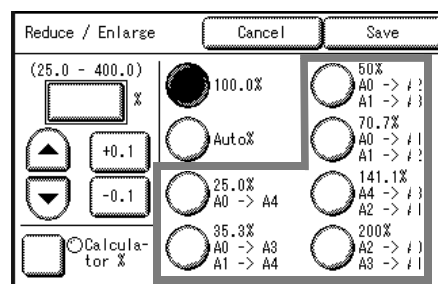 Reduce / Enlarge
Cancel
Save
(25.0 - 400.0)
%
+0.1
-0.1
Calcula-
tor %
100.0%
Auto%
25.0%
A0 -> A4
35.3%
A0 -> A3
A1 -> A4
50%
A0 ->
A1 ->
70.7%
A0 ->
A1 ->
141.1%
A4 ->
A2 ->
200%
A2 ->
A3 ->